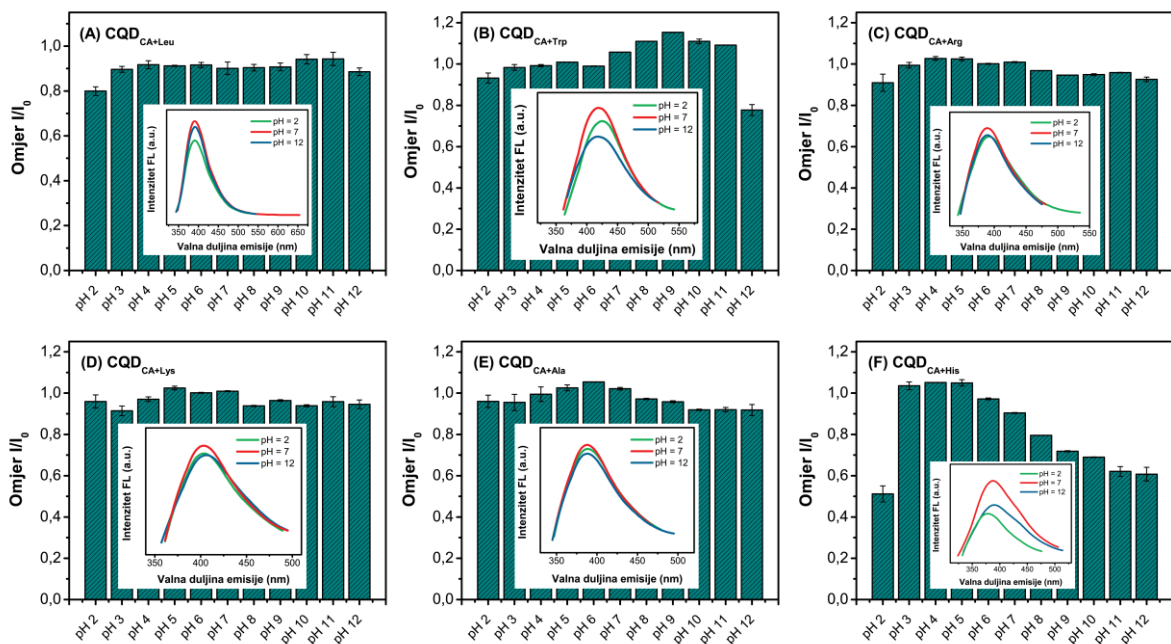 (A) CQD CA+Leu
Omjer I/I0
1,2
1,0
0,8
0,6
0,4
0,2
0,0
pH 2
pH 3
pH 4
pH 5
pH 6
pH 7
pH 8
pH 9
pH 10
pH 11
pH 12
Intenzitet FL (a.u.)
pH = 2
pH = 7
pH = 12
350 400 450 500 550 600 650
Valna duljina emisije (nm)
(B) CQD CA+Trp
Omjer I/I0
1,2
1,0
0,8
0,6
0,4
0,2
0,0
pH 2
pH 3
pH 4
pH 5
pH 6
pH 7
pH 8
pH 9
pH 10
pH 11
pH 12
Intenzitet FL (a.u.)
pH = 2
pH = 7
pH = 12
350 400 450 500 550
Valna duljina emisije (nm)
(C) CQD CA+Arg
Omjer I/I0
1,2
1,0
0,8
0,6
0,4
0,2
0,0
pH 2
pH 3
pH 4
pH 5
pH 6
pH 7
pH 8
pH 9
pH 10
pH 11
pH 12
Intenzitet FL (a.u.)
pH = 2
pH = 7
pH = 12
350 400 450 500 550
Valna duljina emisije (nm)
(D) CQD CA+Lys
Omjer I/I0
1,2
1,0
0,8
0,6
0,4
0,2
0,0
pH 2
pH 3
pH 4
pH 5
pH 6
pH 7
pH 8
pH 9
pH 10
pH 11
pH 12
Intenzitet FL (a.u.)
pH = 2
pH = 7
pH = 12
350 400 450 500
Valna duljina emisije (nm)
(E) CQD CA+Ala
Omjer I/I0
1,2
1,0
0,8
0,6
0,4
0,2
0,0
pH 2
pH 3
pH 4
pH 5
pH 6
pH 7
pH 8
pH 9
pH 10
pH 11
pH 12
Intenzitet FL (a.u.)
pH = 2
pH = 7
pH = 12
350 400 450 500
Valna duljina emisije (nm)
(F) CQD CA+His
Omjer I/I0
1,2
1,0
0,8
0,6
0,4
0,2
0,0
pH 2
pH 3
pH 4
pH 5
pH 6
pH 7
pH 8
pH 9
pH 10
pH 11
pH 12
Intenzitet FL (a.u.)
pH = 2
pH = 7
pH = 12
350 400 450 500
Valna duljina emisije (nm)